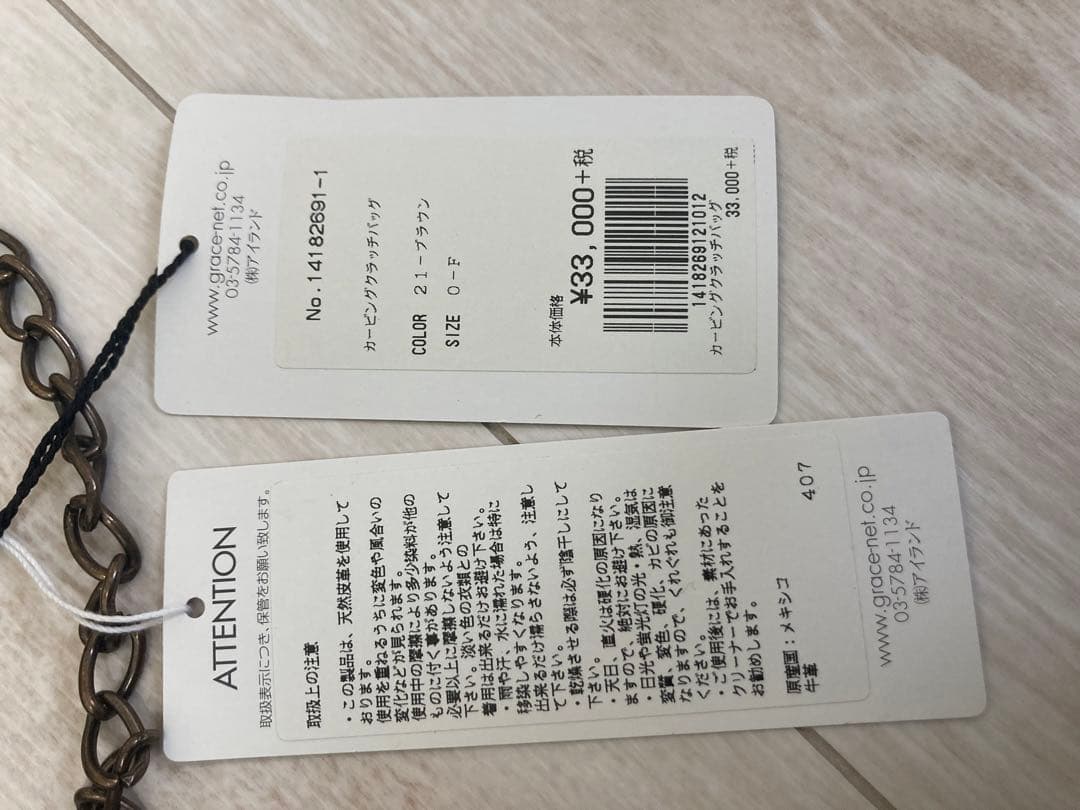 www.grace-net.co.jp
03-5784-1134
㈱アイランド
No. 14182691-1
カービングクラッチバッグ
COLOR 21-ブラウン
SIZE 0-F
本体価格
¥33,000+税
1418269121012
カービングクラッチバッグ
33.000+税
ATTENTION
取扱表示につき、保管をお願い致します。
取扱上の注意
・この製品は、天然皮革を使用して
おります。
使用を重ねるうちに変色や風合いの
変化などが見られます。
使用中の摩擦により多少染料が他の
ものに付く事があります。
必要以上に摩擦しないよう注意して
下さい。淡い色の衣類との
着用は出来るだけお避け下さい。
・雨や汗、水に濡れた場合は特に
移染しやすくなります。
出来るだけ濡らさないよう、注意し
て下さい。
・乾燥させる際は必ず陰干しにして
下さい。
・天日、直火は硬化の原因になり
ますので、絶対にお避け下さい。
・日光や蛍光灯の光・熱、湿気は
変質、変色、硬化、カビの原因に
なりますので、くれぐれも御注意
ください。
・ご使用後には、素材にあった
クリーナーでお手入れすることを
お勧めします。
原産国：メキシコ
牛革
407
www.grace-net.co.jp
03-5784-1134
㈱アイランド